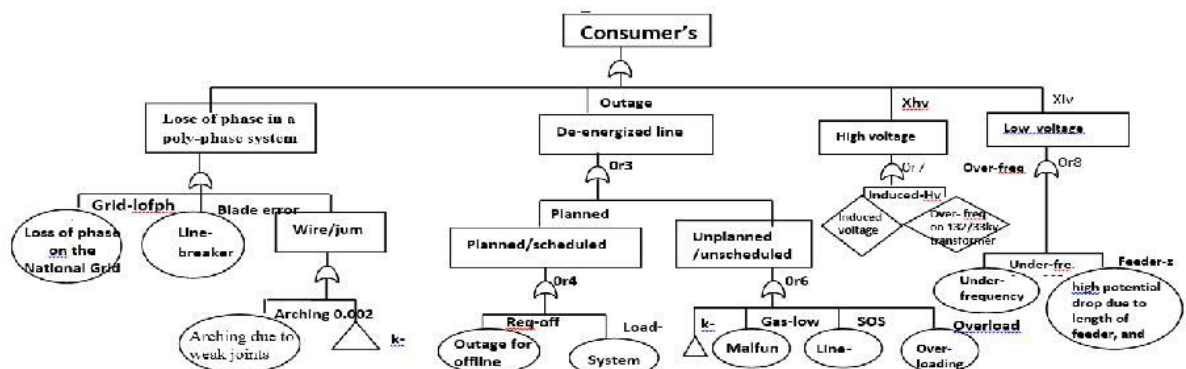 Consumer's
Outage
Xhv
Xlv
Lose of phase in a
poly-phase system
De-energized line
High voltage
Low voltage
Or3
Or7
Over-freq
Or8
Grid-lofph
Blade error
Planned
Induced-Hv
Loss of phase
on the
National Grid
Line-
breaker
Wire/jum
Planned/scheduled
Unplanned
/unscheduled
Induced
voltage
Over- freq
on 132/33kv
transformer
Or4
Or6
Under-fre.
Feeder-z
Under-
frequency
high potential
drop due to
length of
feeder, and
Arching 0.002
Arching due to
weak joints
k-
Req-off
Load-
Outage for
offline
System
k-
Gas-low
SOS
Overload
Malfun
Line-
Over-
loading